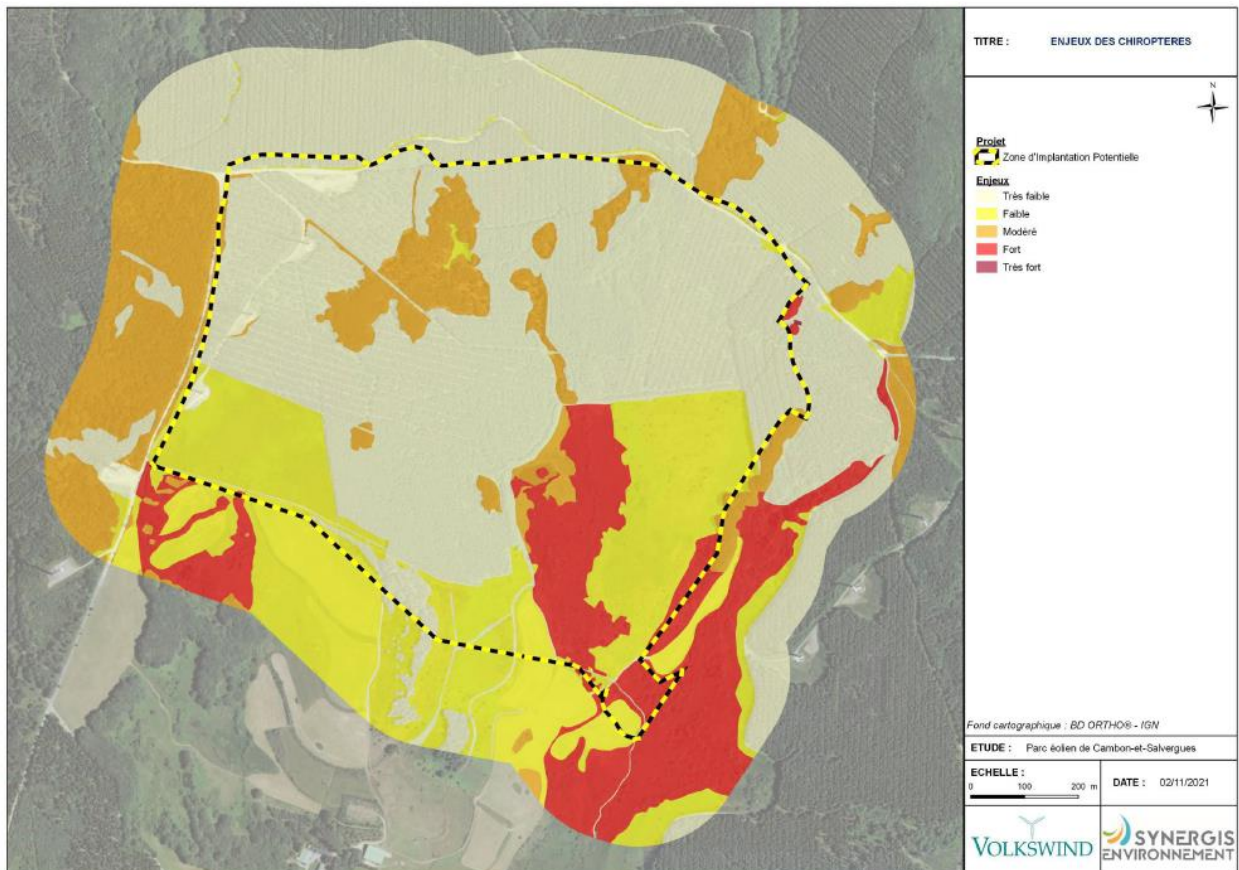 TITRE : ENJEUX DES CHIROPTERES
N
Projet
Zone d'Implantation Potentielle
Enjeux
Très faible
Faible
Modéré
Fort
Très fort
Fond cartographique : BD ORTHO® - IGN
ETUDE : Parc éolien de Cambon-et-Salvergues
ECHELLE :
0 100 200 m
DATE : 02/11/2021
VOLKSWIND
SYNERGIS
ENVIRONNEMENT